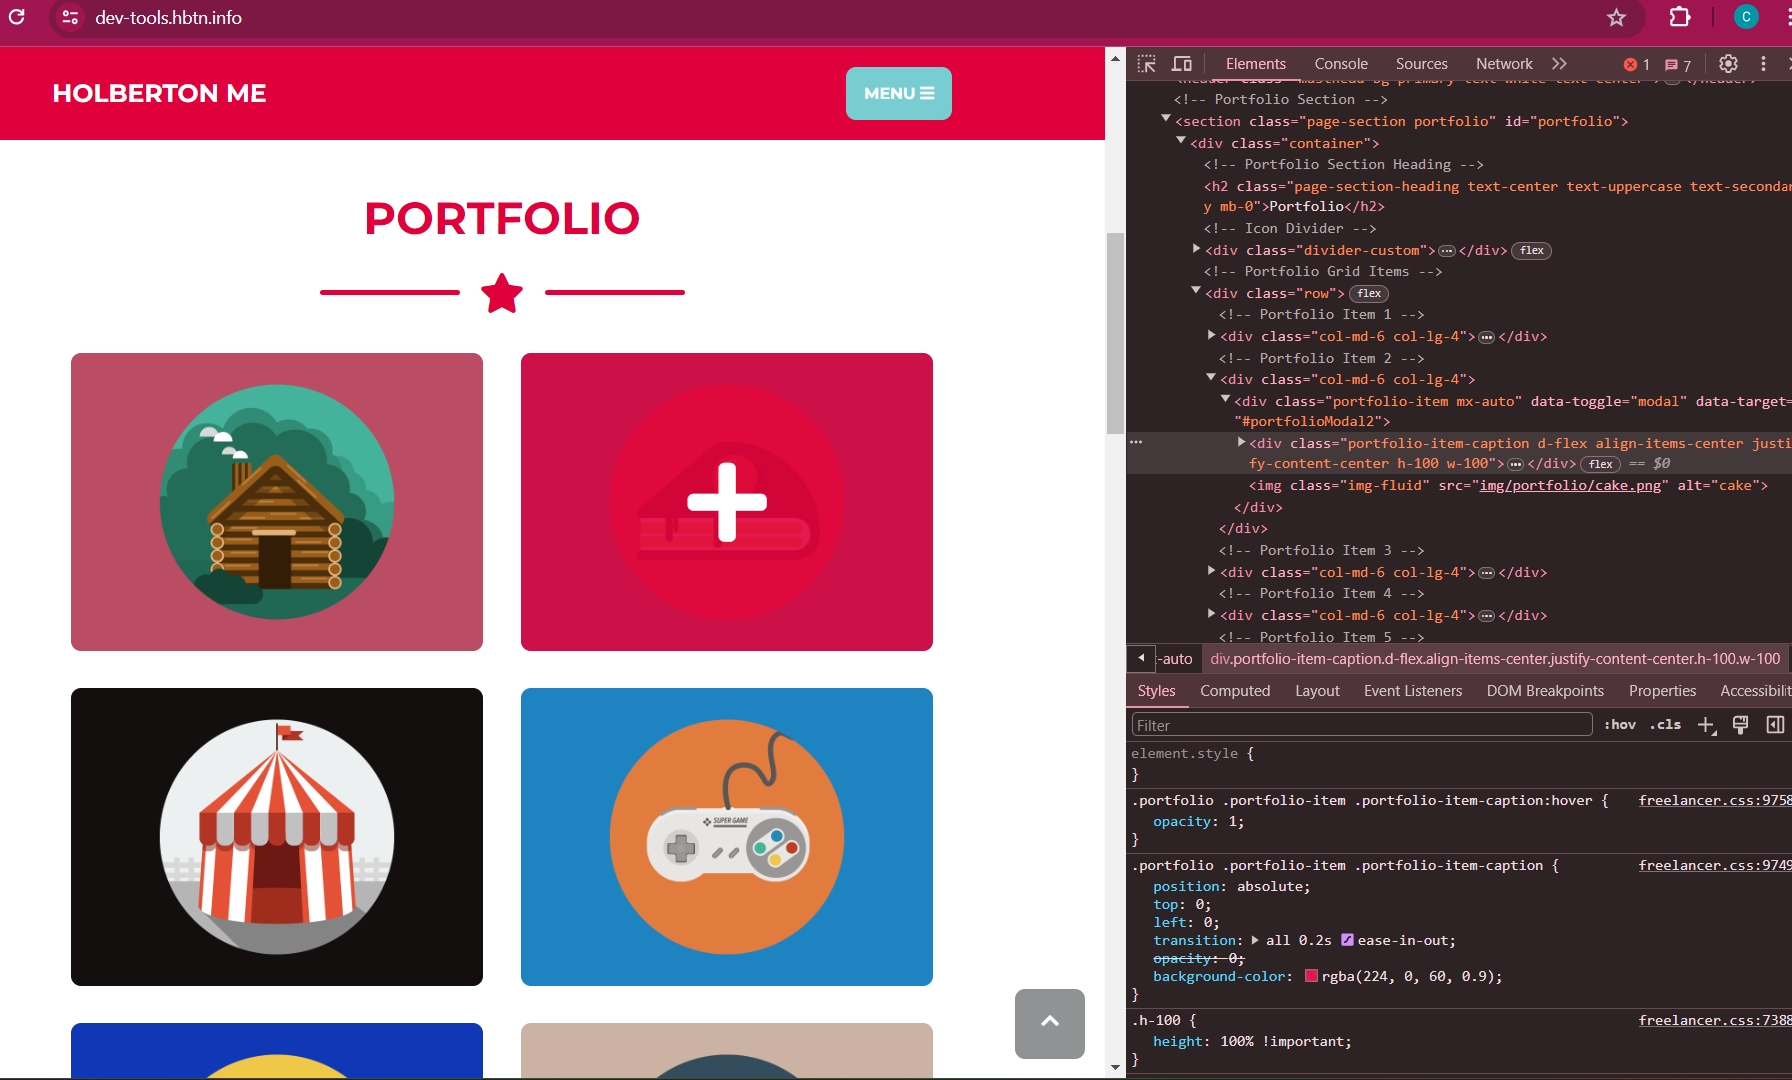 dev-tools.hbtn.info
C
HOLBERTON ME
MENU
PORTFOLIO
SUPER GAME
Elements Console Sources Network 1 7
<!-- Portfolio Section -->
<section class="page-section portfolio" id="portfolio">
<div class="container">
<!-- Portfolio Section Heading -->
<h2 class="page-section-heading text-center text-uppercase text-secondar
y mb-0">Portfolio</h2>
<!-- Icon Divider -->
<div class="divider-custom">…</div> flex
<!-- Portfolio Grid Items -->
<div class="row"> flex
<!-- Portfolio Item 1 -->
<div class="col-md-6 col-lg-4">…</div>
<!-- Portfolio Item 2 -->
<div class="col-md-6 col-lg-4">
<div class="portfolio-item mx-auto" data-toggle="modal" data-target=
"#portfolioModal2">
<div class="portfolio-item-caption d-flex align-items-center justi
fy-content-center h-100 w-100">…</div> flex == $0
<img class="img-fluid" src="img/portfolio/cake.png" alt="cake">
</div>
</div>
<!-- Portfolio Item 3 -->
<div class="col-md-6 col-lg-4">…</div>
<!-- Portfolio Item 4 -->
<div class="col-md-6 col-lg-4">…</div>
<!-- Portfolio Item 5 -->
-auto div.portfolio-item-caption.d-flex.align-items-center.justify-content-center.h-100.w-100
Styles Computed Layout Event Listeners DOM Breakpoints Properties Accessibilit
Filter :hov .cls
element.style {
}
.portfolio .portfolio-item .portfolio-item-caption:hover { freelancer.css:9758
opacity: 1;
}
.portfolio .portfolio-item .portfolio-item-caption { freelancer.css:9749
position: absolute;
top: 0;
left: 0;
transition: all 0.2s ease-in-out;
opacity: 0;
background-color: rgba(224, 0, 60, 0.9);
}
.h-100 { freelancer.css:7388
height: 100% !important;
}